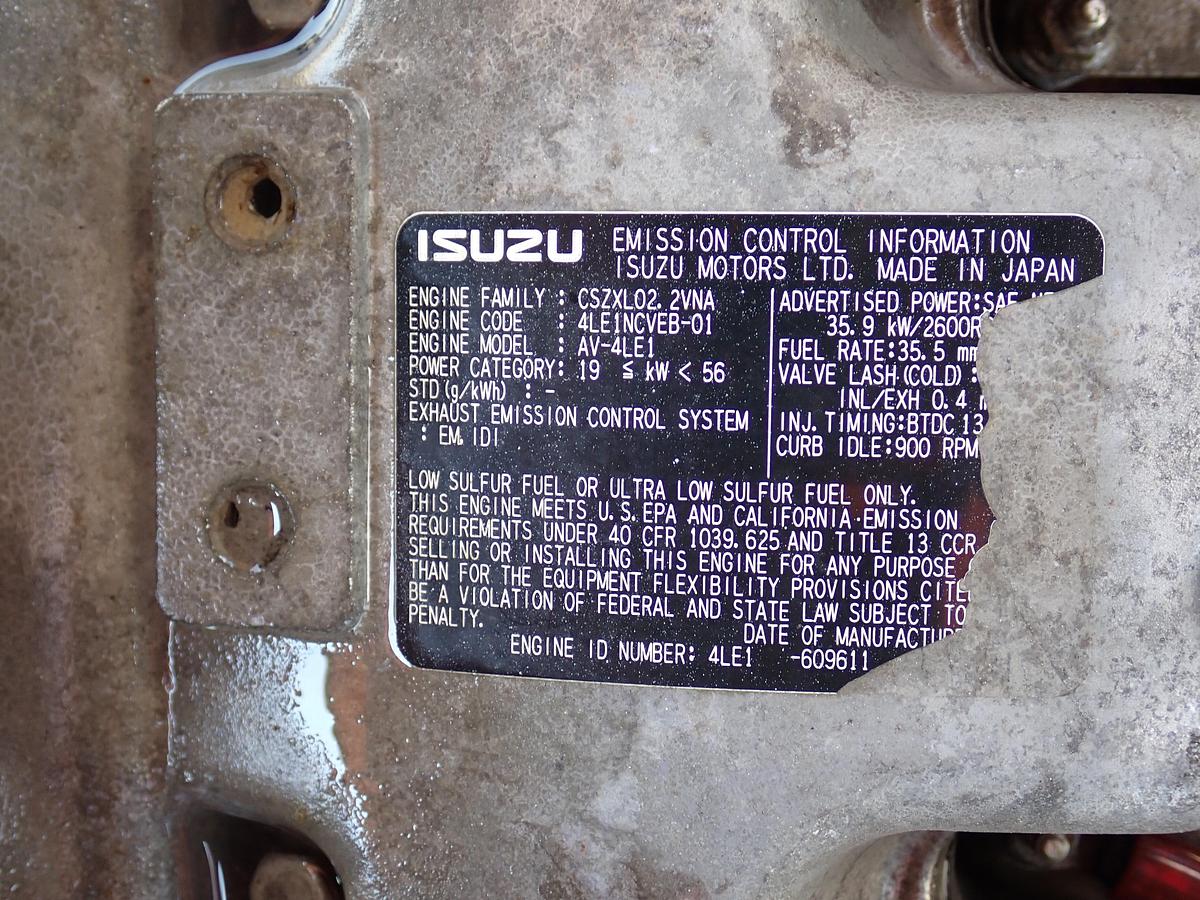 ISUZU EMISSION CONTROL INFORMATION
ISUZU MOTORS LTD. MADE IN JAPAN
ENGINE FAMILY : CSZXL02.2VNA
ENGINE CODE : 4LE1NCVEB-01
ENGINE MODEL : AV-4LE1
POWER CATEGORY: 19 ≦ kW < 56
STD (g/kWh) : -
EXHAUST EMISSION CONTROL SYSTEM
: EM, IDI
ADVERTISED POWER:SAE
35.9 kW/2600R
FUEL RATE:35.5 mm
VALVE LASH(COLD) :
INL/EXH 0.4
INJ. TIMING:BTDC 13
CURB IDLE:900 RPM
LOW SULFUR FUEL OR ULTRA LOW SULFUR FUEL ONLY.
THIS ENGINE MEETS U.S. EPA AND CALIFORNIA EMISSION
REQUIREMENTS UNDER 40 CFR 1039.625 AND TITLE 13 CCR
SELLING OR INSTALLING THIS ENGINE FOR ANY PURPOSE
THAN FOR THE EQUIPMENT FLEXIBILITY PROVISIONS CITE
BE A VIOLATION OF FEDERAL AND STATE LAW SUBJECT TO
PENALTY.
DATE OF MANUFACTUR
ENGINE ID NUMBER: 4LE1 -609611